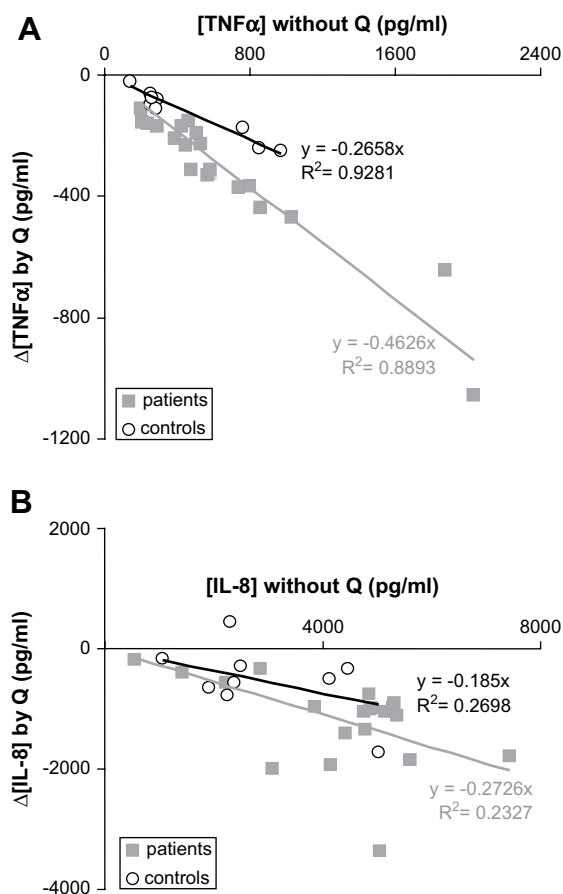 A
[TNFα] without Q (pg/ml)
0 800 1600 2400
0
-400
-800
-1200
Δ[TNFα] by Q (pg/ml)
y = -0.2658x
R²= 0.9281
y = -0.4626x
R²= 0.8893
patients
controls
B
2000
0
-2000
-4000
Δ[IL-8] by Q (pg/ml)
[IL-8] without Q (pg/ml)
4000 8000
y = -0.185x
R²= 0.2698
y = -0.2726x
R²= 0.2327
patients
controls